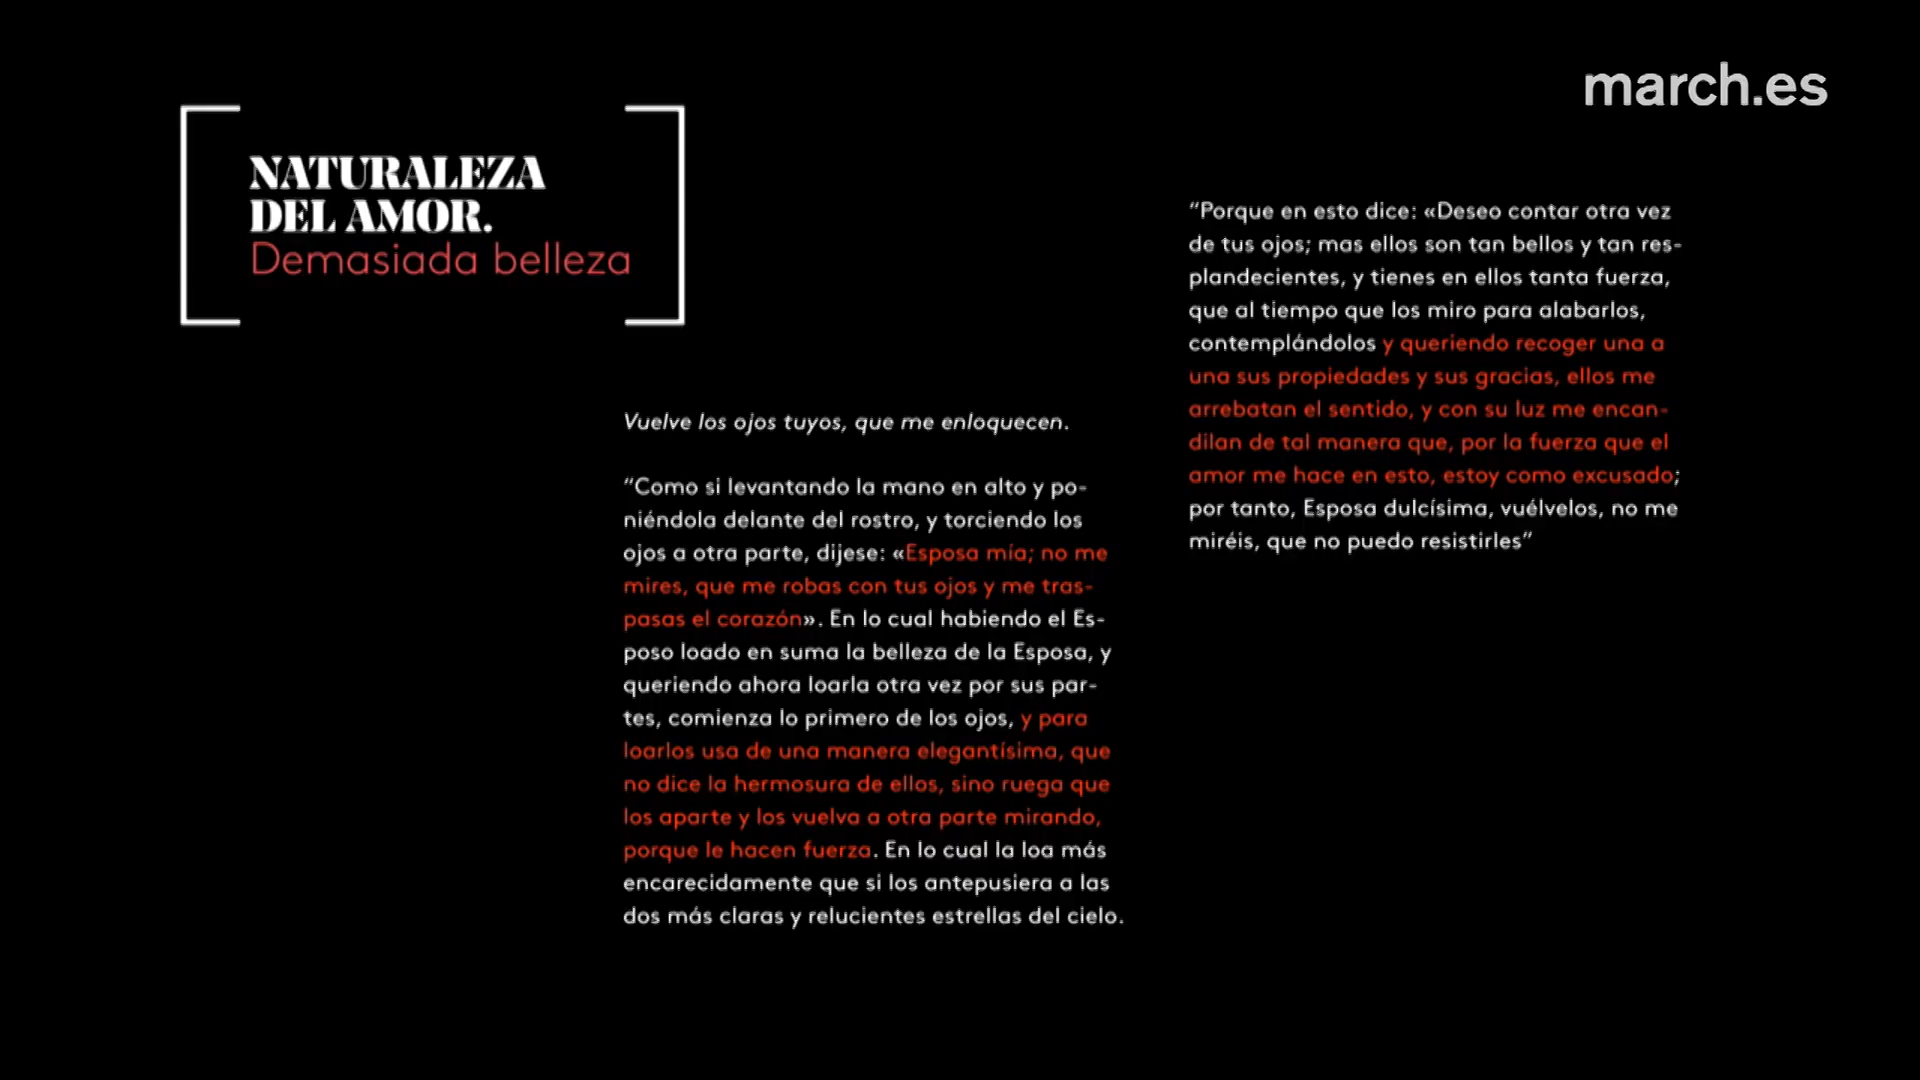 march.es
NATURALEZA
DEL AMOR.
Demasiada belleza
Vuelve los ojos tuyos, que me enloquecen.
“Como si levantando la mano en alto y po-
niéndola delante del rostro, y torciendo los
ojos a otra parte, dijese: «Esposa mía; no me
mires, que me robas con tus ojos y me tras-
pasas el corazón». En lo cual habiendo el Es-
poso loado en suma la belleza de la Esposa, y
queriendo ahora loarla otra vez por sus par-
tes, comienza lo primero de los ojos, y para
loarlos usa de una manera elegantísima, que
no dice la hermosura de ellos, sino ruega que
los aparte y los vuelva a otra parte mirando,
porque le hacen fuerza. En lo cual la loa más
encarecidamente que si los antepusiera a las
dos más claras y relucientes estrellas del cielo.
“Porque en esto dice: «Deseo contar otra vez
de tus ojos; mas ellos son tan bellos y tan res-
plandecientes, y tienes en ellos tanta fuerza,
que al tiempo que los miro para alabarlos,
contemplándolos y queriendo recoger una a
una sus propiedades y sus gracias, ellos me
arrebatan el sentido, y con su luz me encan-
dilan de tal manera que, por la fuerza que el
amor me hace en esto, estoy como excusado;
por tanto, Esposa dulcísima, vuélvelos, no me
miréis, que no puedo resistirles”